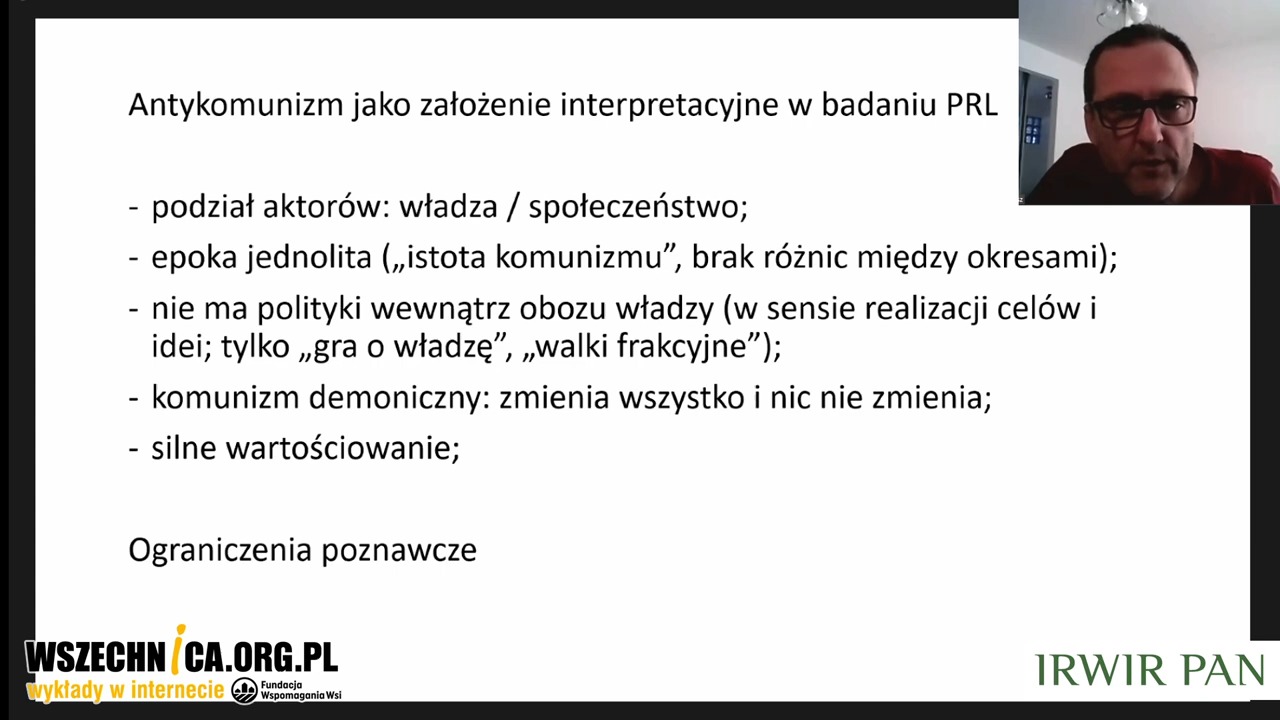 Antykomunizm jako założenie interpretacyjne w badaniu PRL
- podział aktorów: władza / społeczeństwo;
- epoka jednolita („istota komunizmu”, brak różnic między okresami);
- nie ma polityki wewnątrz obozu władzy (w sensie realizacji celów i
idei; tylko „gra o władzę”, „walki frakcyjne”);
- komunizm demoniczny: zmienia wszystko i nic nie zmienia;
- silne wartościowanie;
Ograniczenia poznawcze
WSZECHNiCA.ORG.PL
wykłady w internecie
Fundacja
Wspomagania Wsi
IRWIR PAN